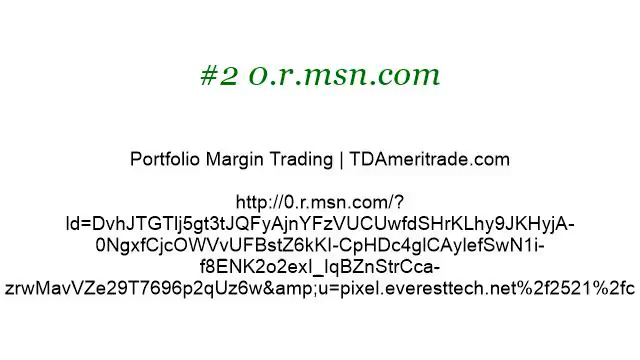 #2 0.r.msn.com
Portfolio Margin Trading | TDAmeritrade.com
http://0.r.msn.com/?
ld=DvhJTGTlj5gt3tJQFyAjnYFzVUCUwfdSHrKLhy9JKHyjA-
0NgxfCjcOWVvUFBstZ6kKI-CpHDc4glCAylefSwN1i-
f8ENK2o2exI_IqBZnStrCca-
zrwMavVZe29T7696p2qUz6w&amp;u=pixel.everesttech.net%2f2521%2fc